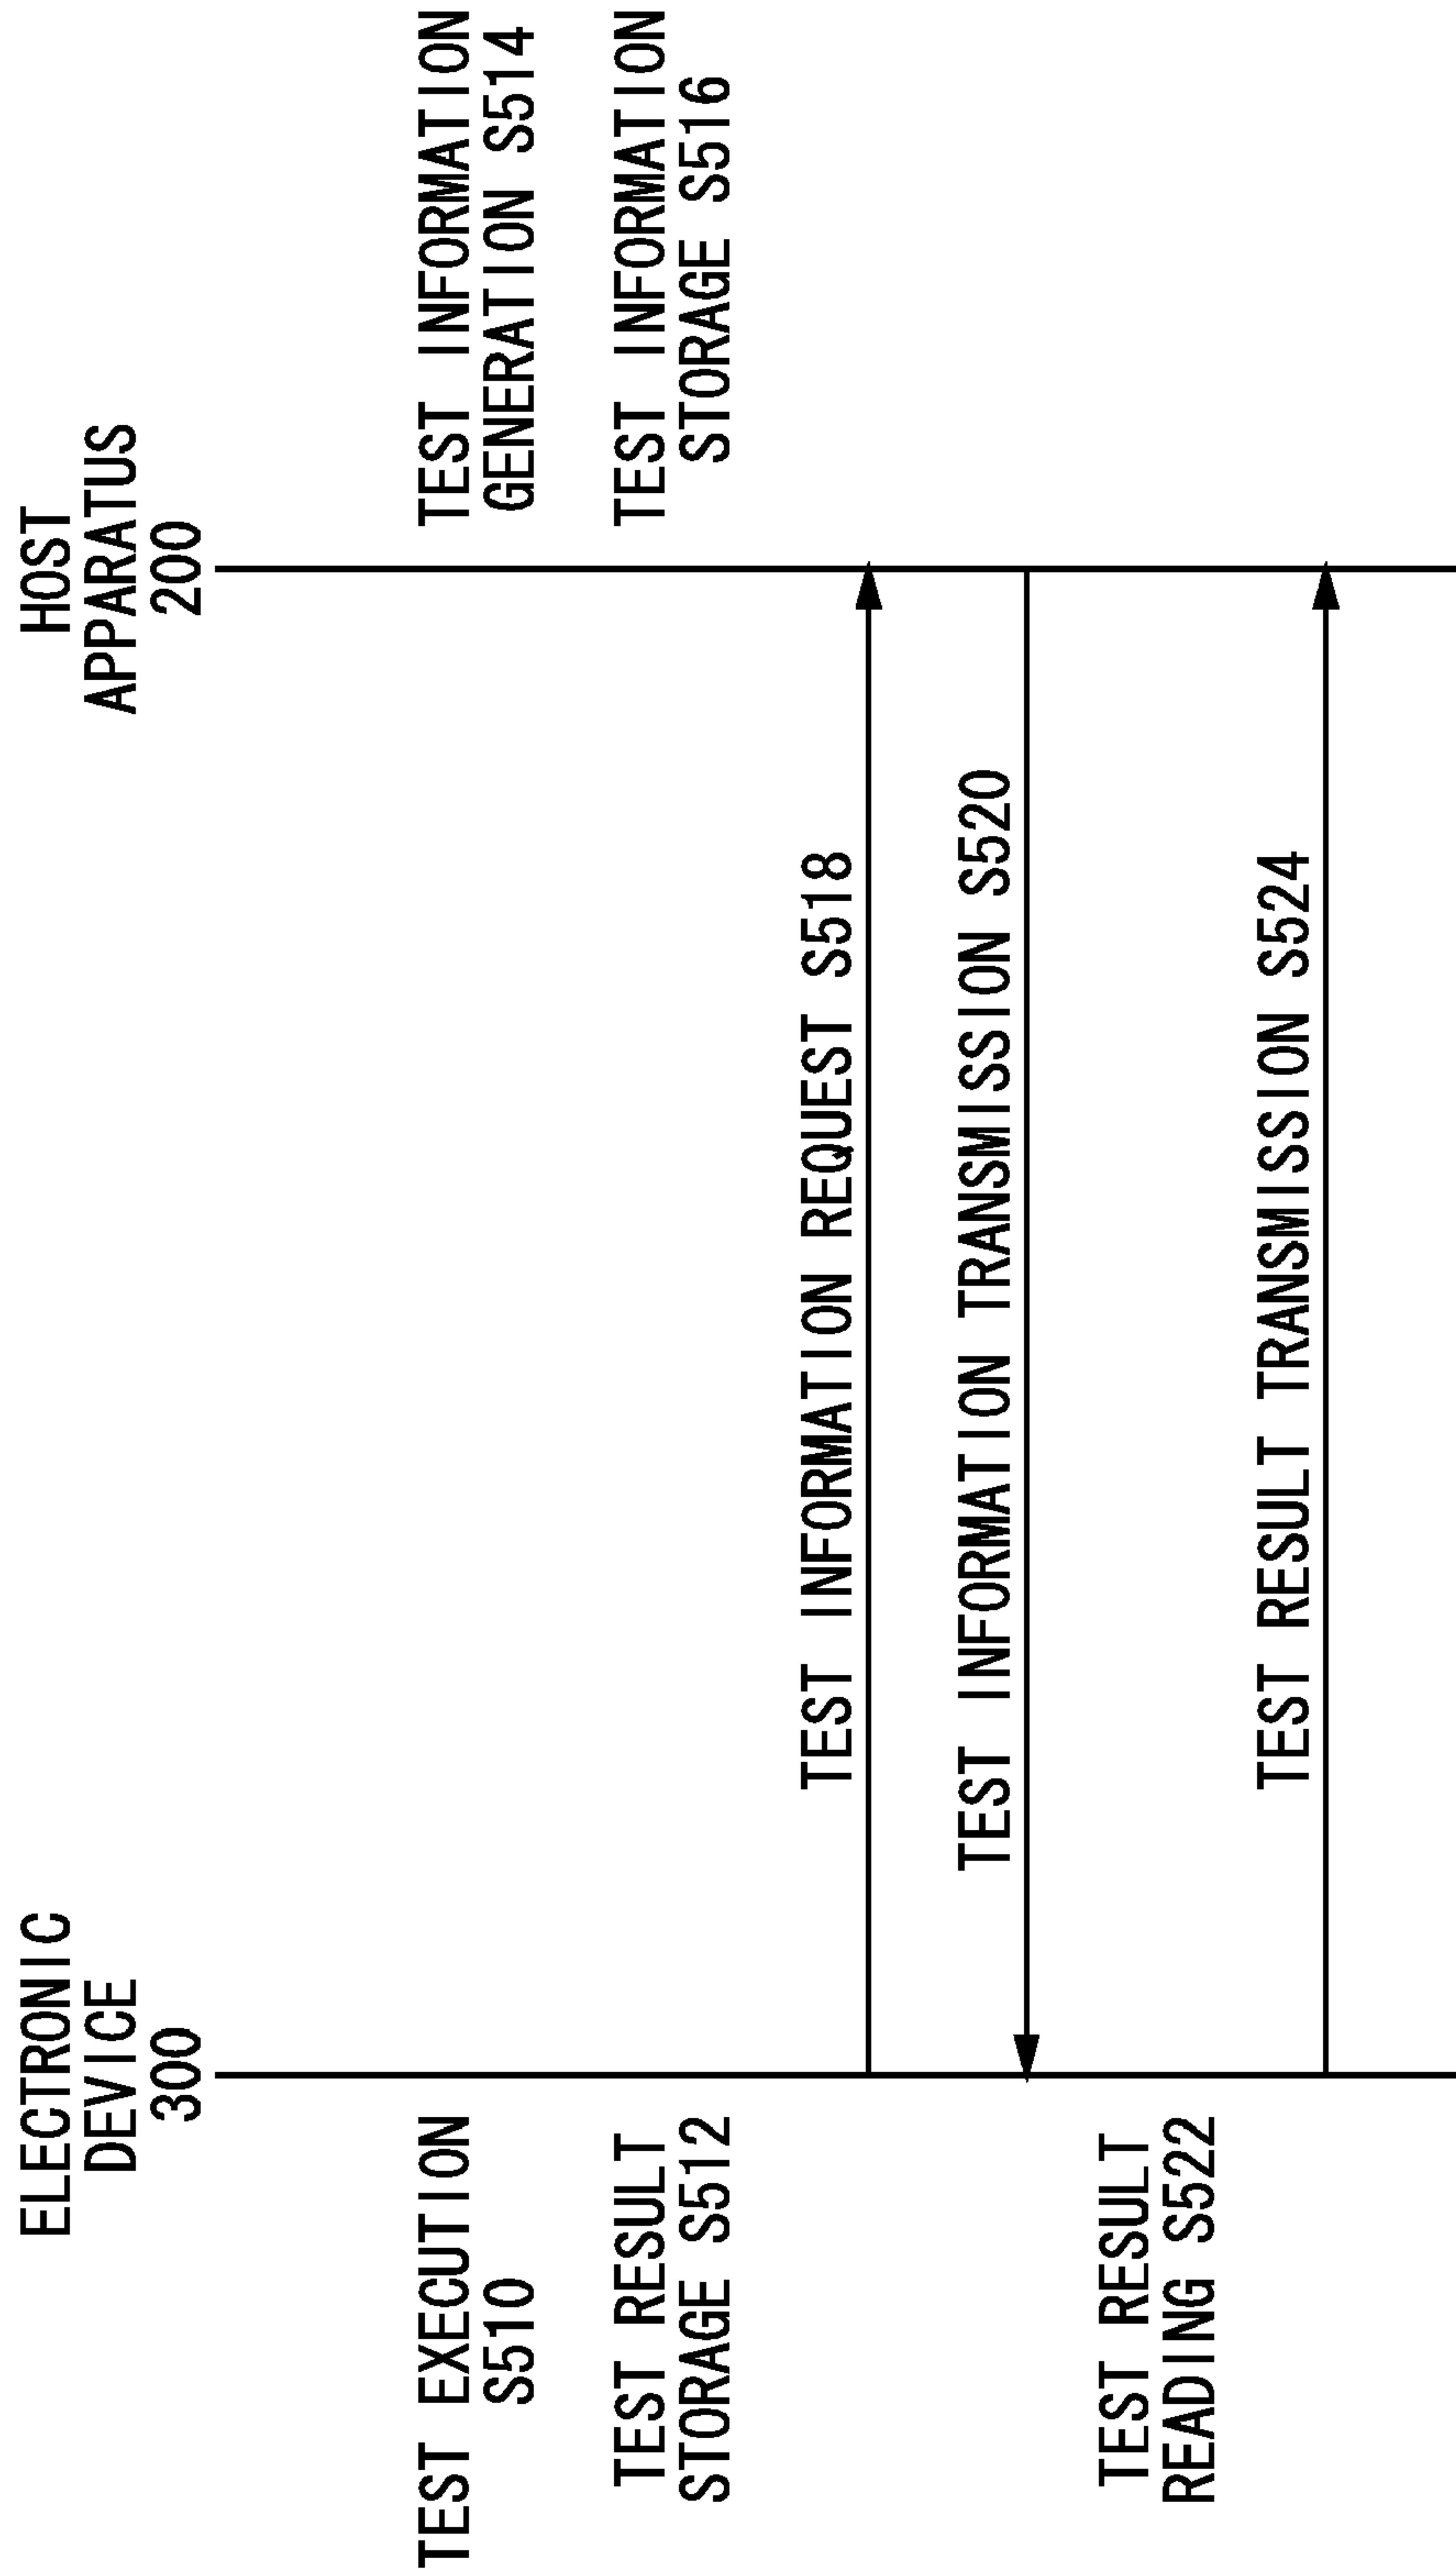 ELECTRONIC
DEVICE
300
HOST
APPARATUS
200
TEST EXECUTION
S510
TEST INFORMATION
GENERATION S514
TEST RESULT
STORAGE S512
TEST INFORMATION
STORAGE S516
TEST INFORMATION REQUEST S518
TEST INFORMATION TRANSMISSION S520
TEST RESULT
READING S522
TEST RESULT TRANSMISSION S524